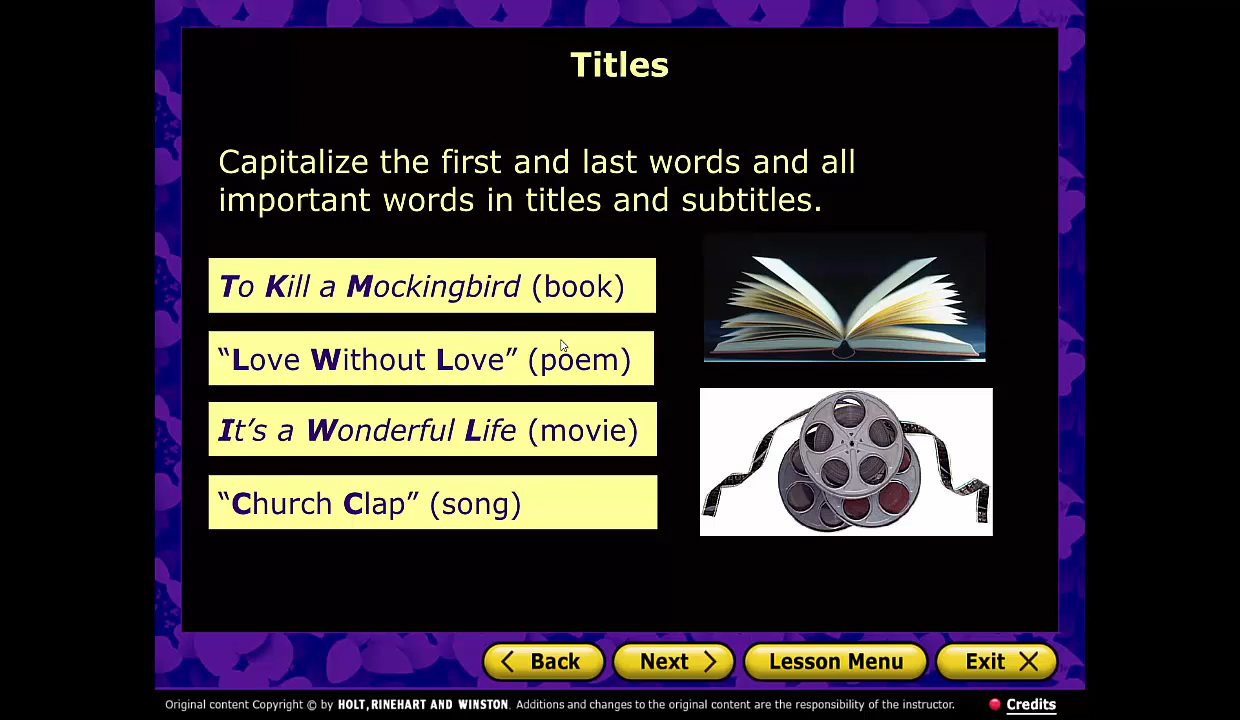 Titles
Capitalize the first and last words and all
important words in titles and subtitles.
To Kill a Mockingbird (book)
“Love Without Love” (poem)
It’s a Wonderful Life (movie)
“Church Clap” (song)
Back
Next
Lesson Menu
Exit
Original content Copyright © by HOLT, RINEHART AND WINSTON. Additions and changes to the original content are the responsibility of the instructor.
Credits